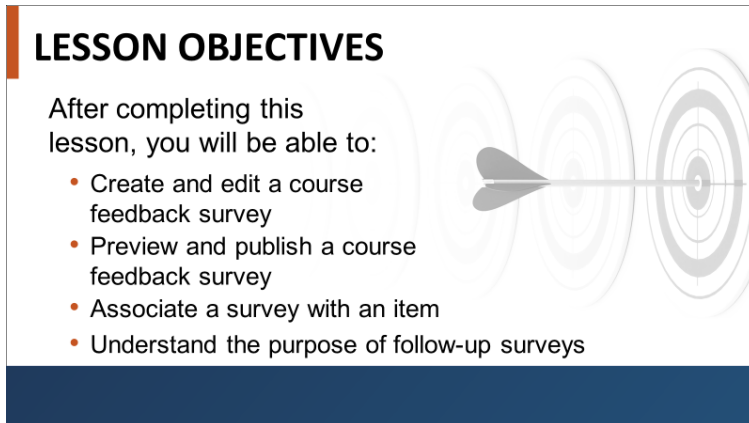 LESSON OBJECTIVES
After completing this
lesson, you will be able to:
• Create and edit a course
feedback survey
• Preview and publish a course
feedback survey
• Associate a survey with an item
• Understand the purpose of follow-up surveys